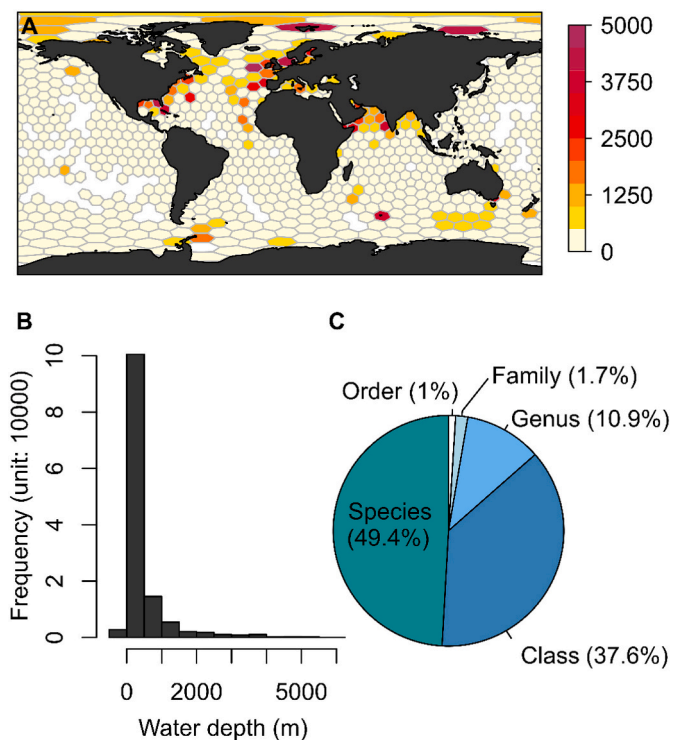 A
5000
3750
2500
1250
0
B
Frequency (unit: 10000)
10
8
6
4
2
0
0
2000
5000
Water depth (m)
C
Order (1%)
Family (1.7%)
Genus (10.9%)
Species
(49.4%)
Class (37.6%)